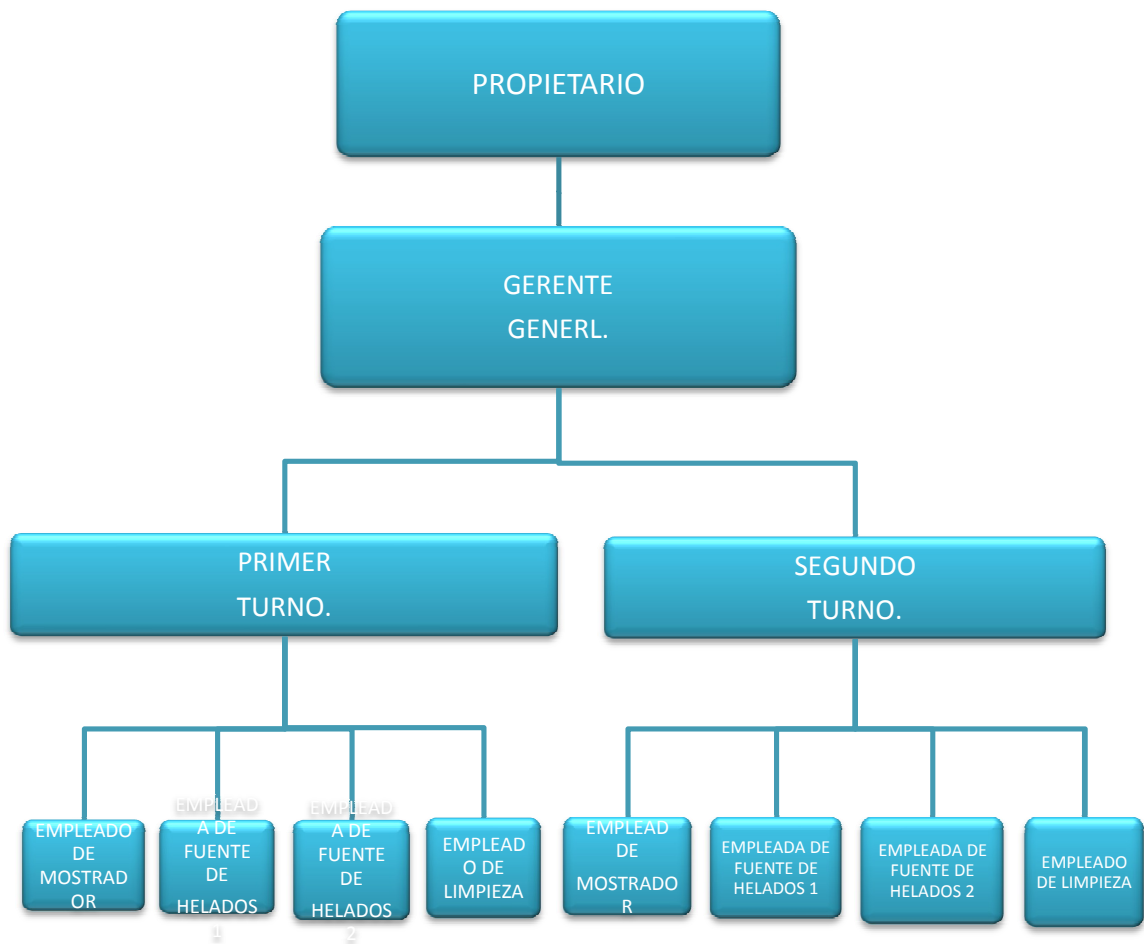 PROPIETARIO
GERENTE
GENERL.
PRIMER
TURNO.
SEGUNDO
TURNO.
EMPLEADO
DE
MOSTRAD
OR
EMPLEAD
A DE
FUENTE
DE
HELADOS
1
EMPLEAD
A DE
FUENTE
DE
HELADOS
2
EMPLEAD
O DE
LIMPIEZA
EMPLEAD
DE
MOSTRADO
R
EMPLEADA DE
FUENTE DE
HELADOS 1
EMPLEADA DE
FUENTE DE
HELADOS 2
EMPLEADO
DE LIMPIEZA